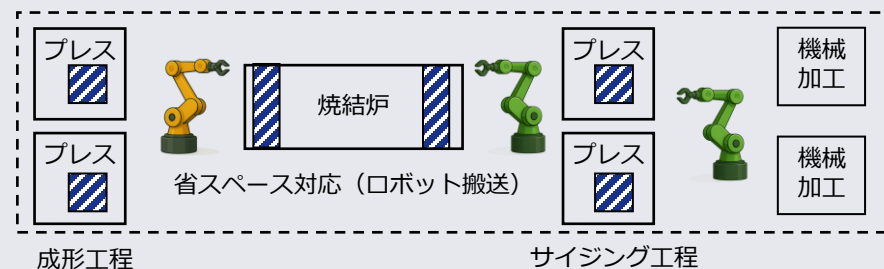 プレス
プレス
焼結炉
省スペース対応（ロボット搬送）
プレス
プレス
機械
加工
機械
加工
成形工程
サイジング工程